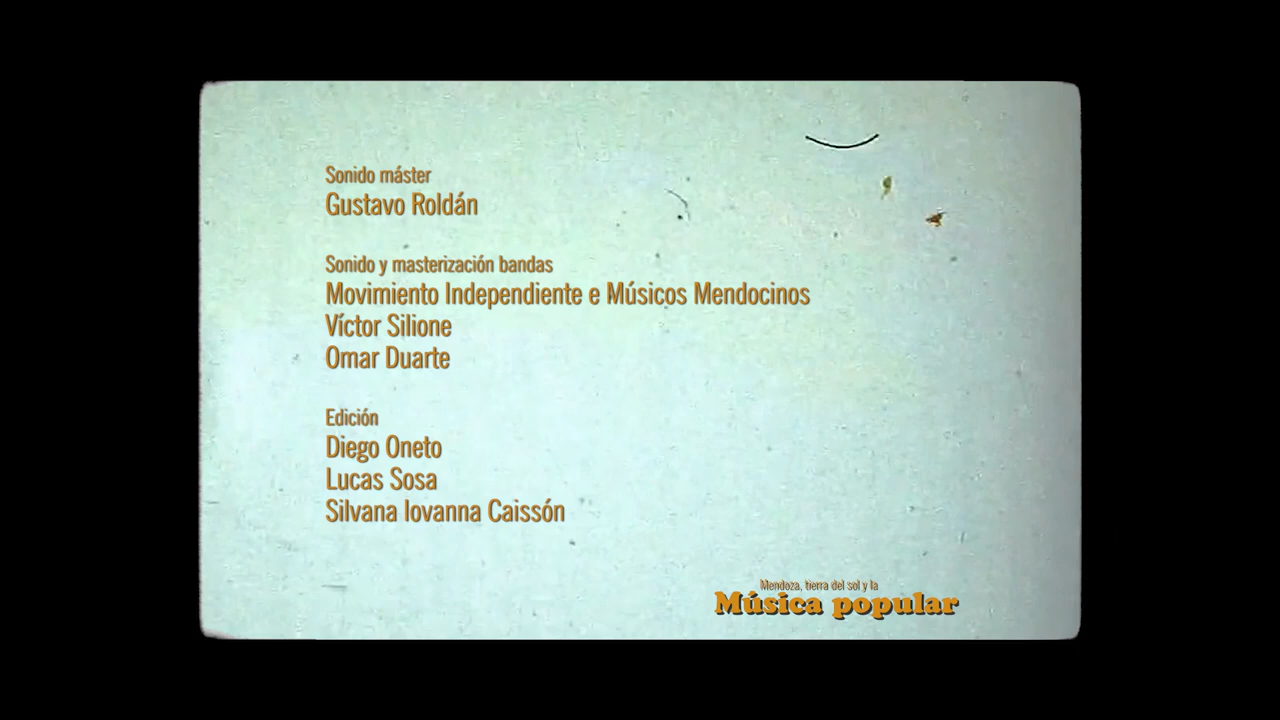 Sonido máster
Gustavo Roldán
Sonido y masterización bandas
Movimiento Independiente e Músicos Mendocinos
Víctor Silione
Omar Duarte
Edición
Diego Oneto
Lucas Sosa
Silvana Iovanna Caissón
Mendoza, tierra del sol y la
Música popular